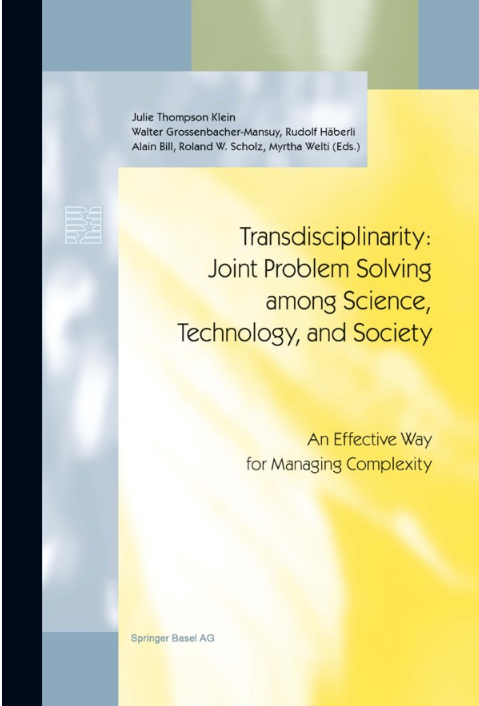 Julie Thompson Klein
Walter Grossenbacher-Mansuy, Rudolf Häberli
Alain Bill, Roland W. Scholz, Myrtha Welti (Eds.)
Transdisciplinarity:
Joint Problem Solving
among Science,
Technology, and Society
An Effective Way
for Managing Complexity
Springer Basel AG